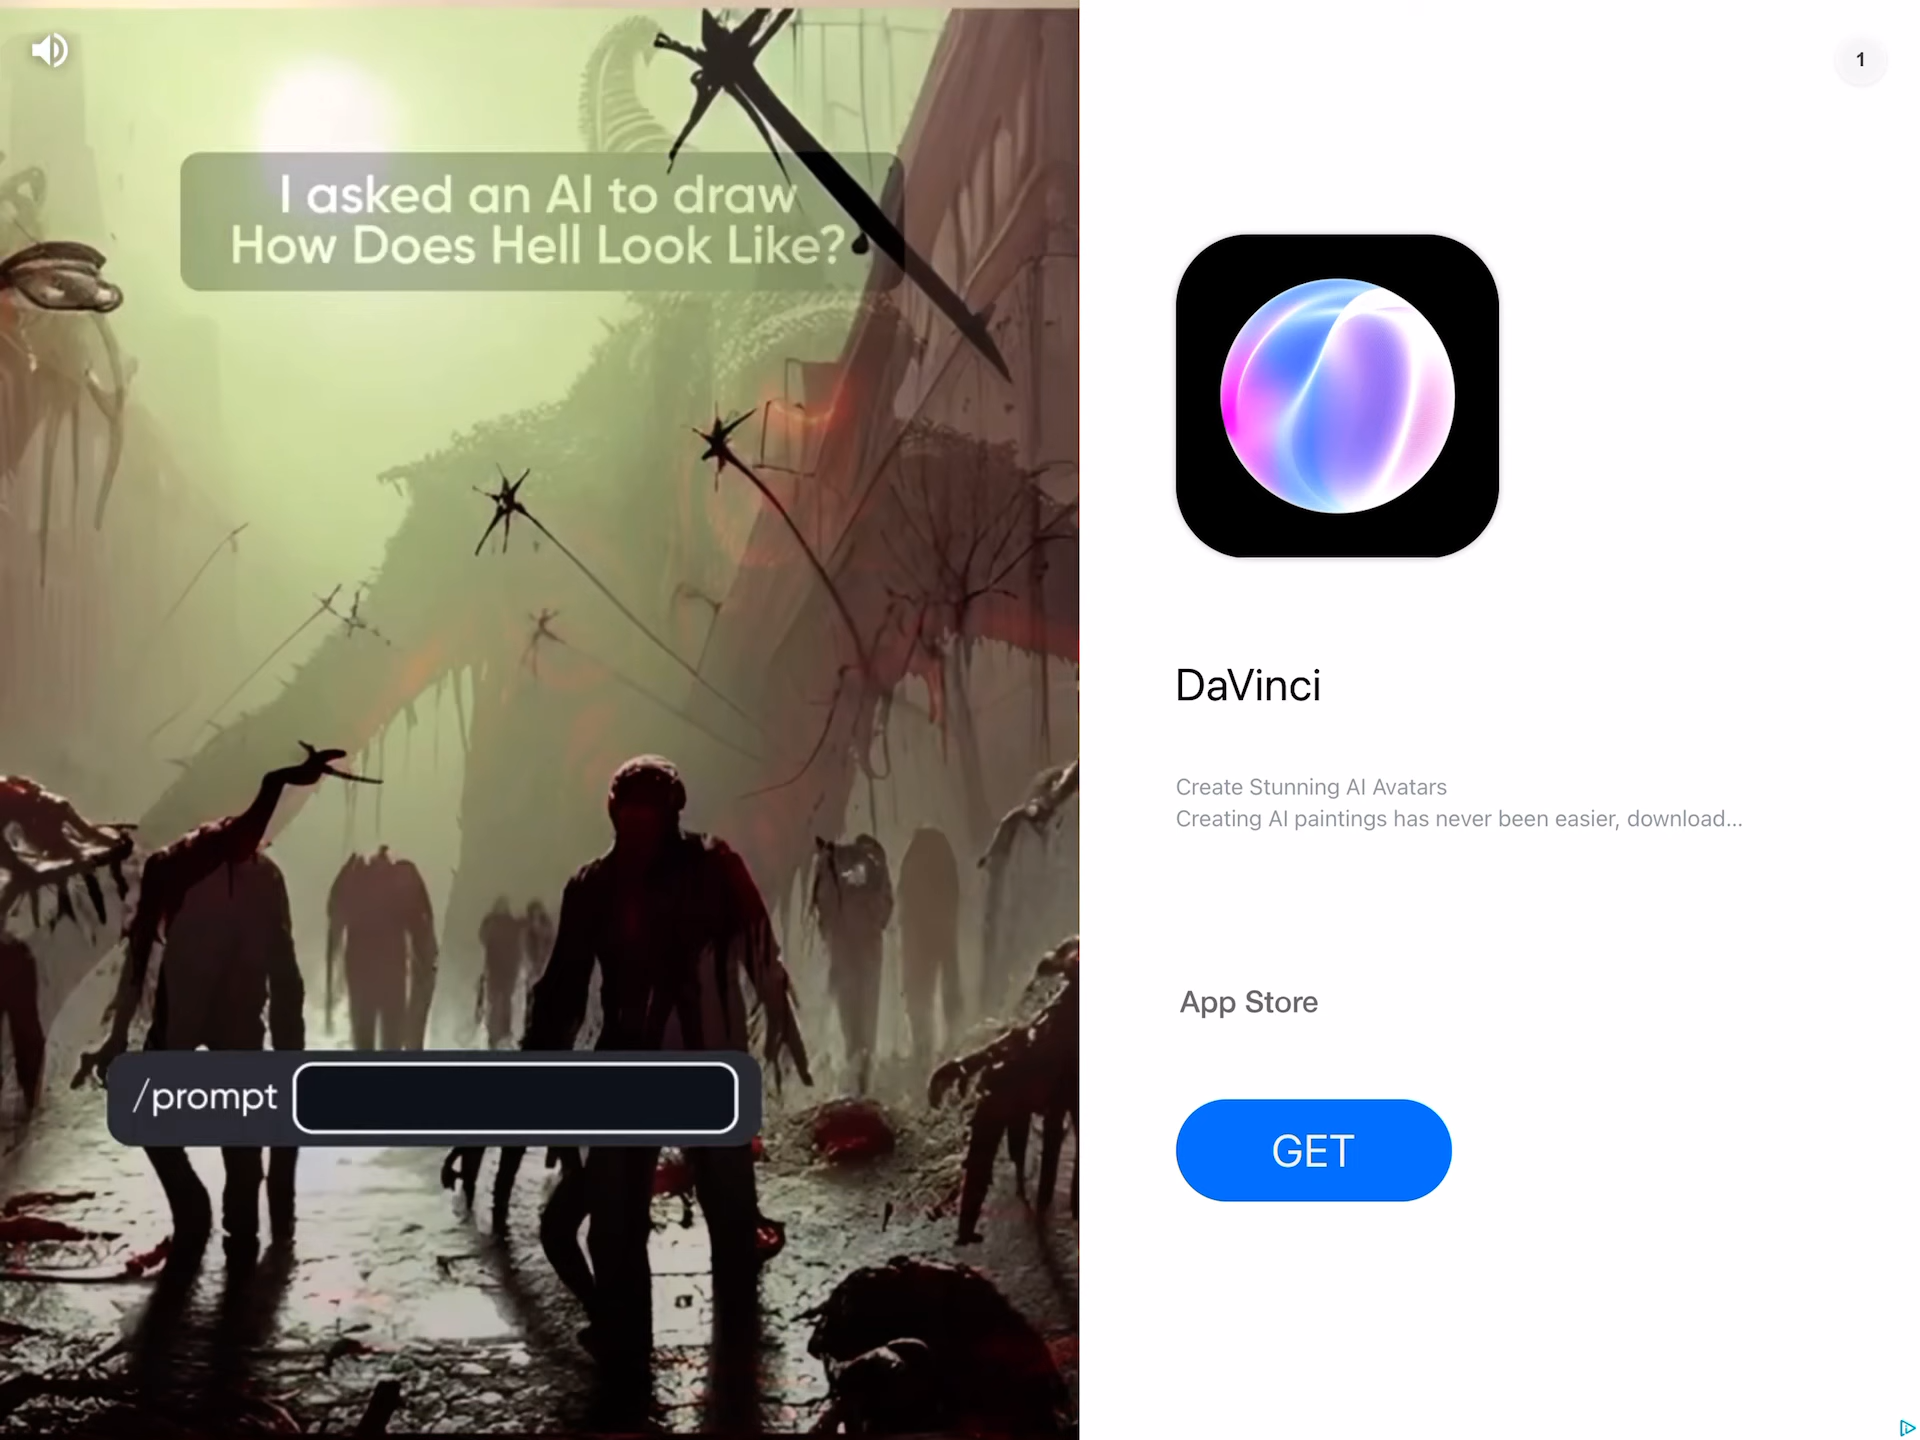 I asked an AI to draw
How Does Hell Look Like?
/prompt
1
DaVinci
Create Stunning AI Avatars
Creating AI paintings has never been easier, download...
App Store
GET